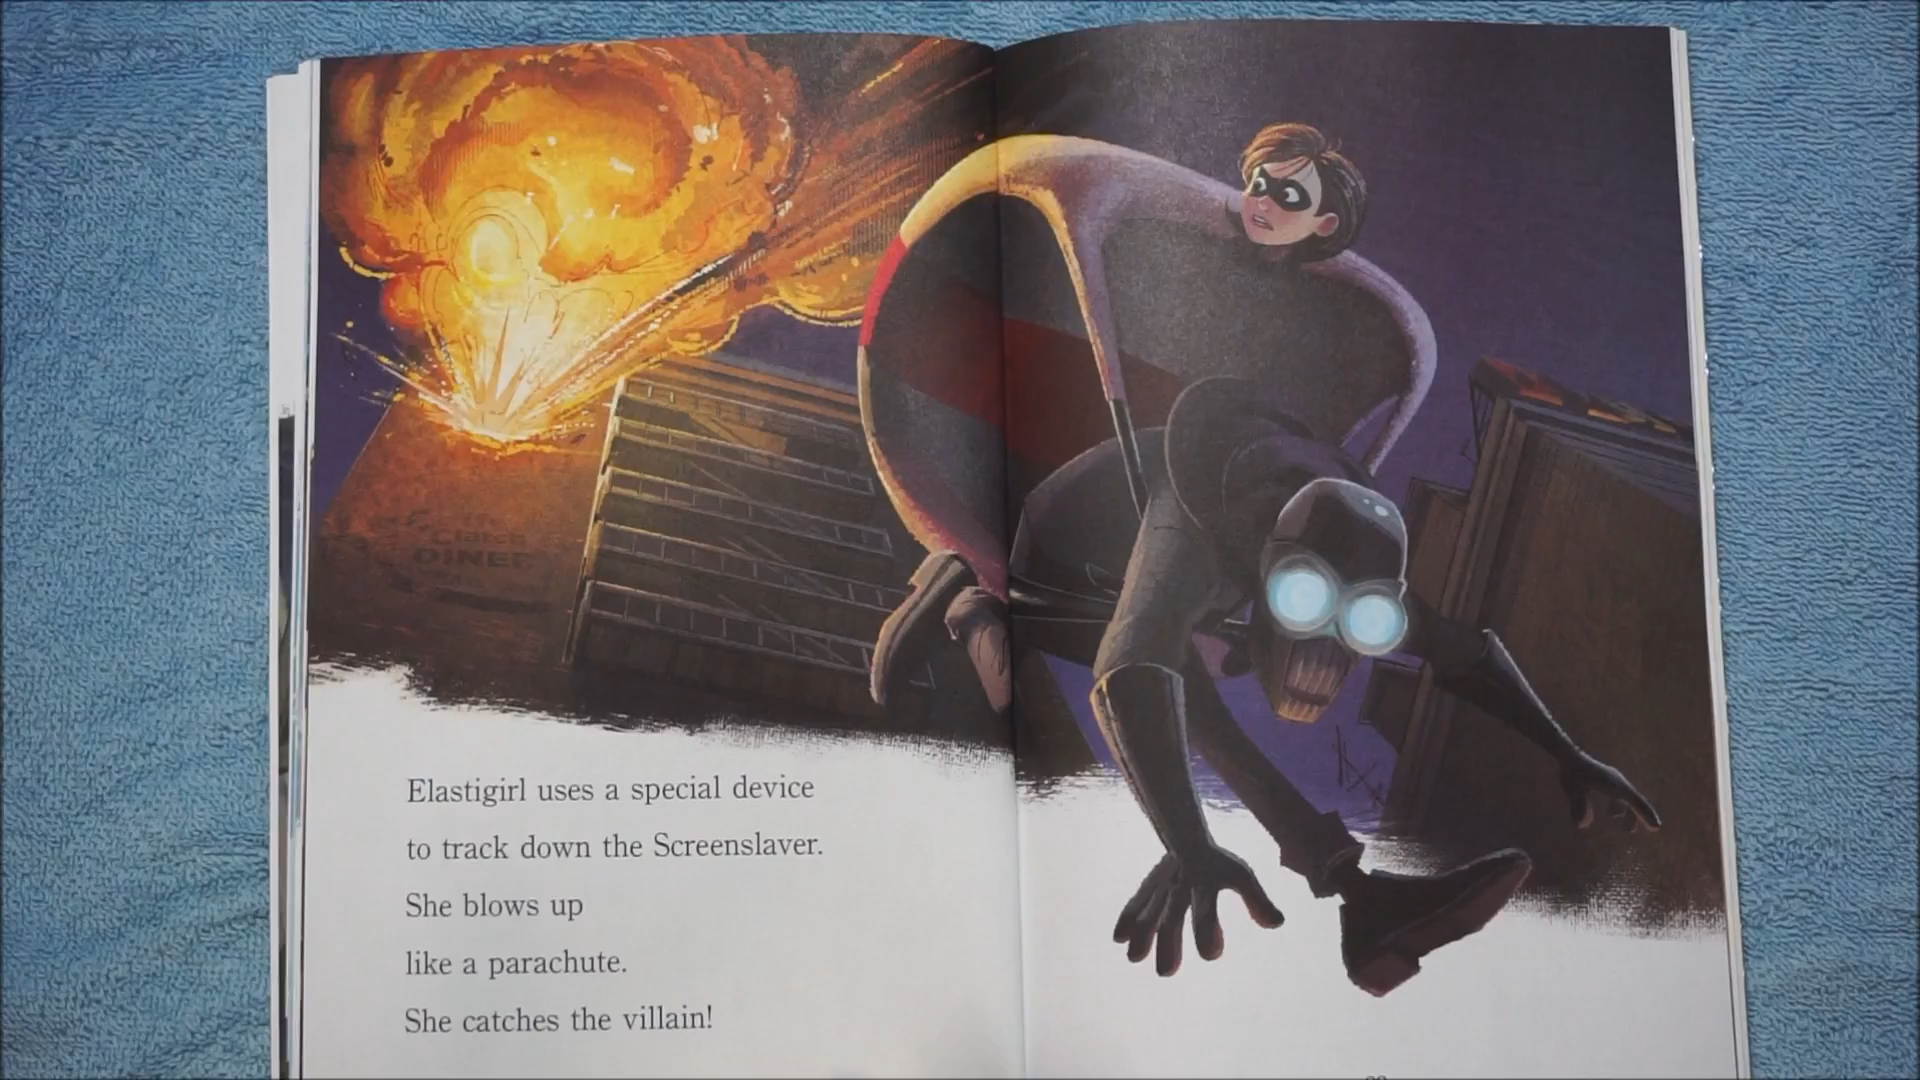 Clatch
DINER
Elastigirl uses a special device
to track down the Screenslaver.
She blows up
like a parachute.
She catches the villain!